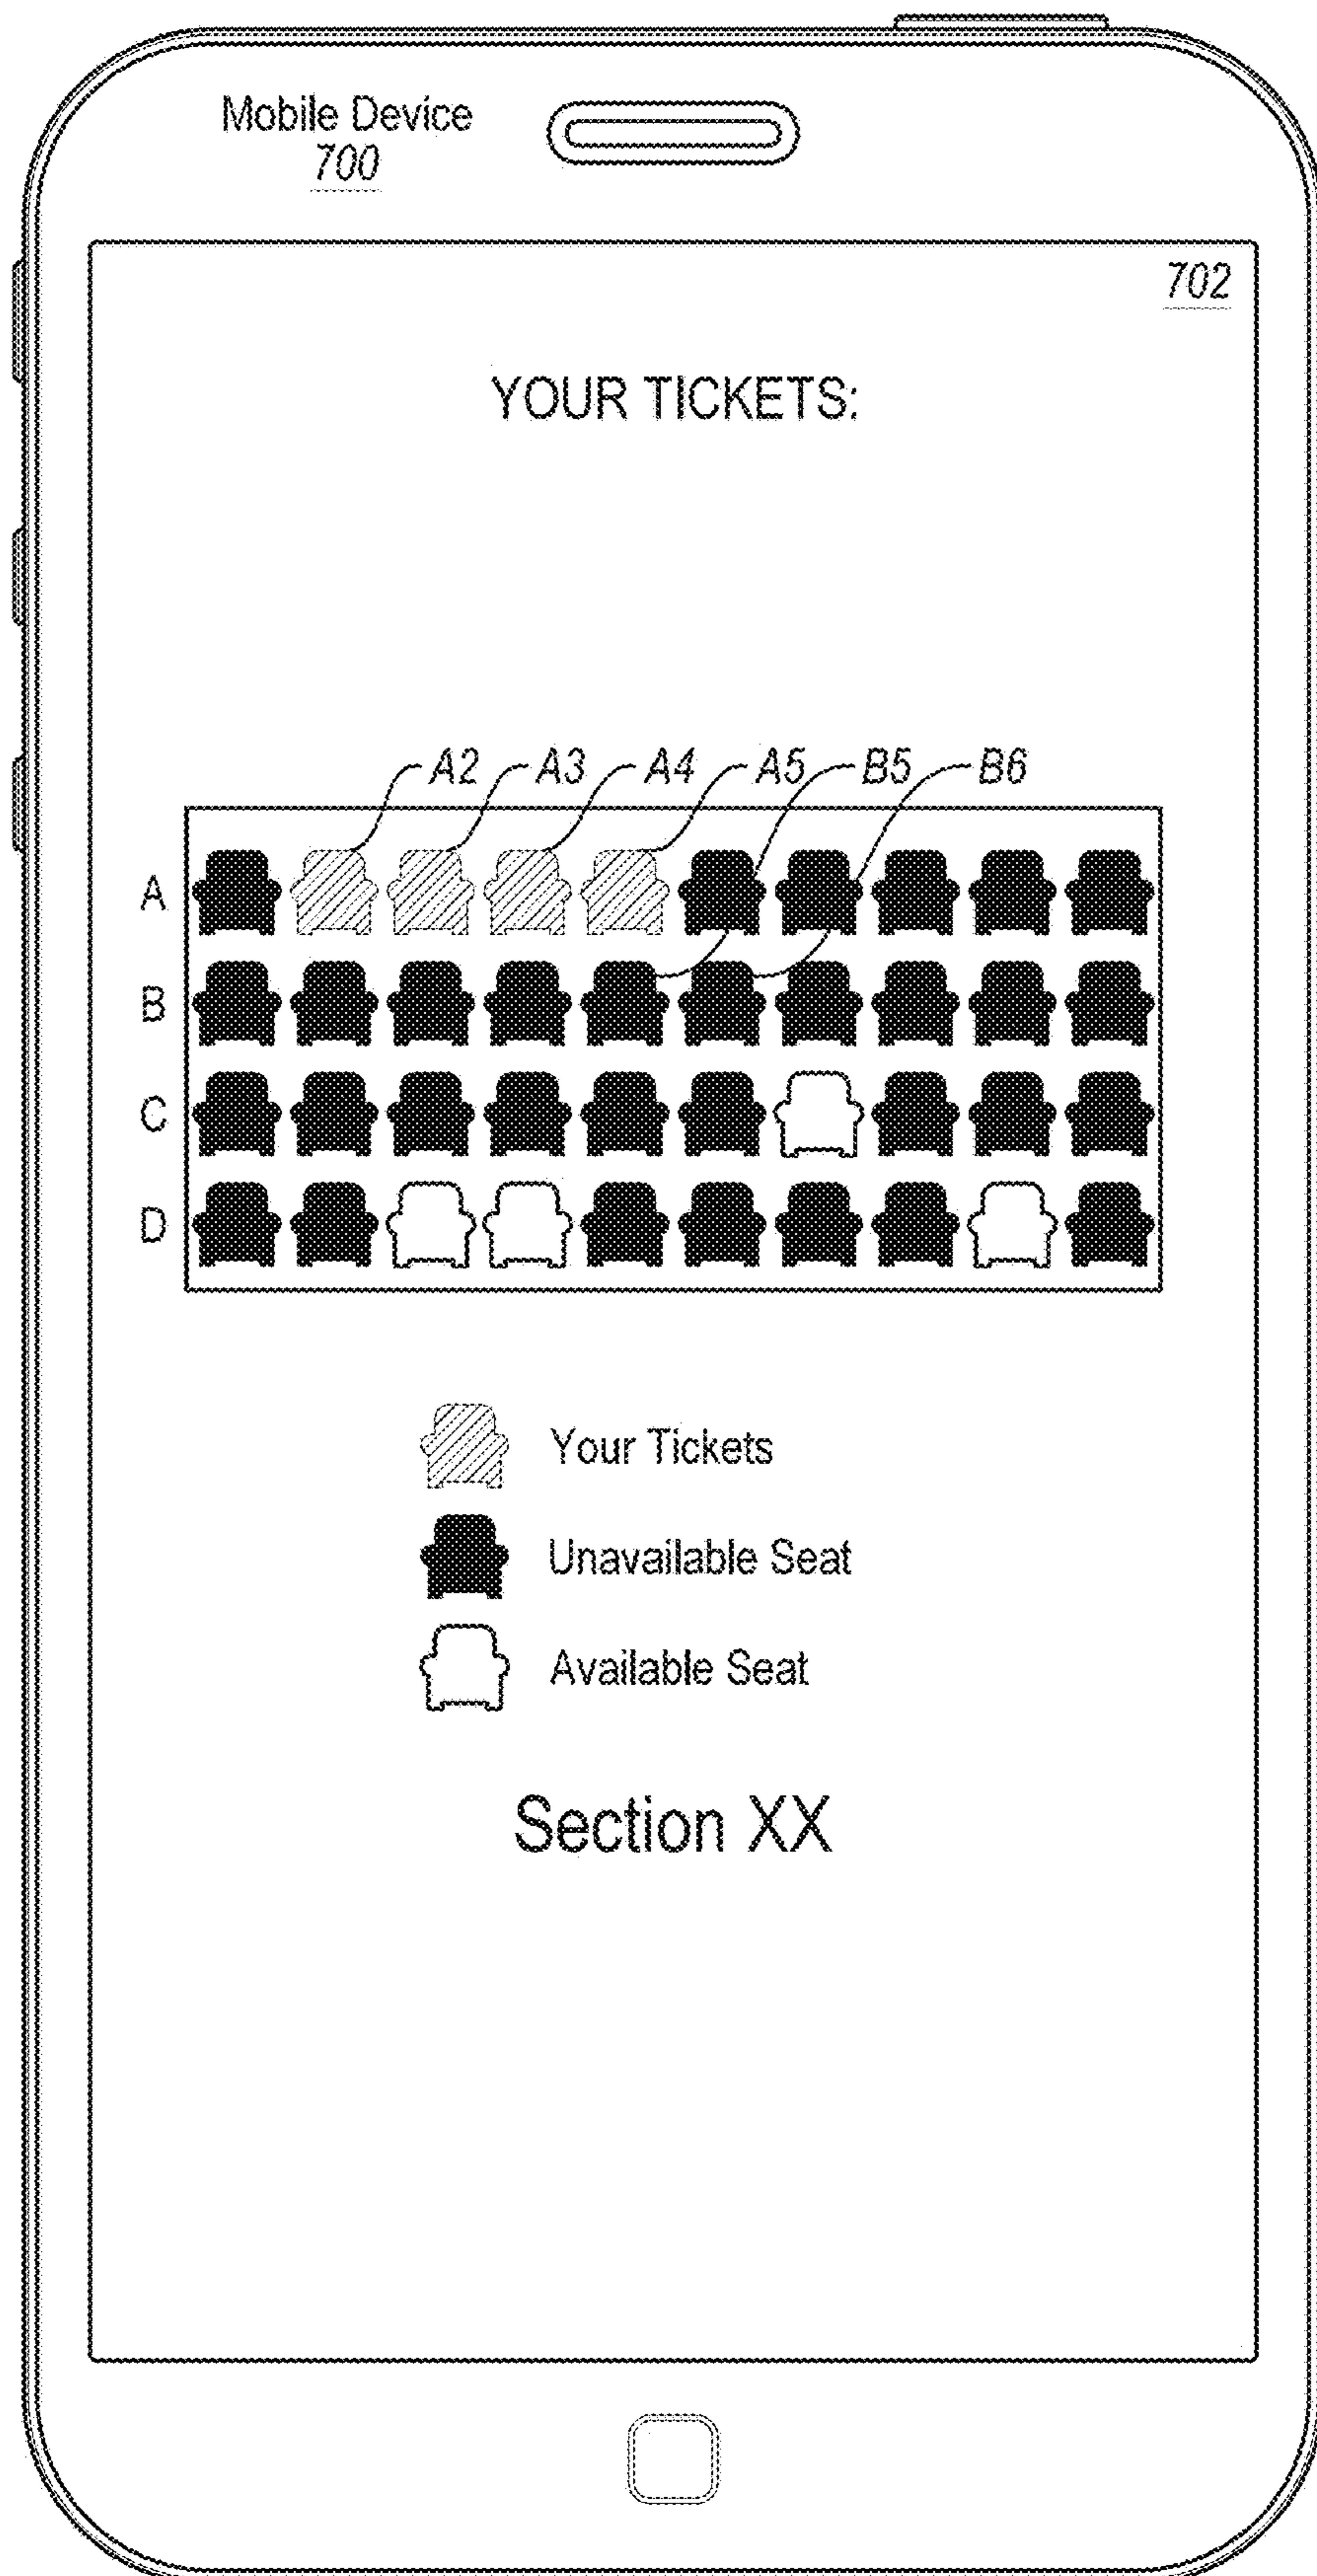 Mobile Device
700
702
YOUR TICKETS:
A2 A3 A4 A5 B5 B6
A
B
C
D
Your Tickets
Unavailable Seat
Available Seat
Section XX